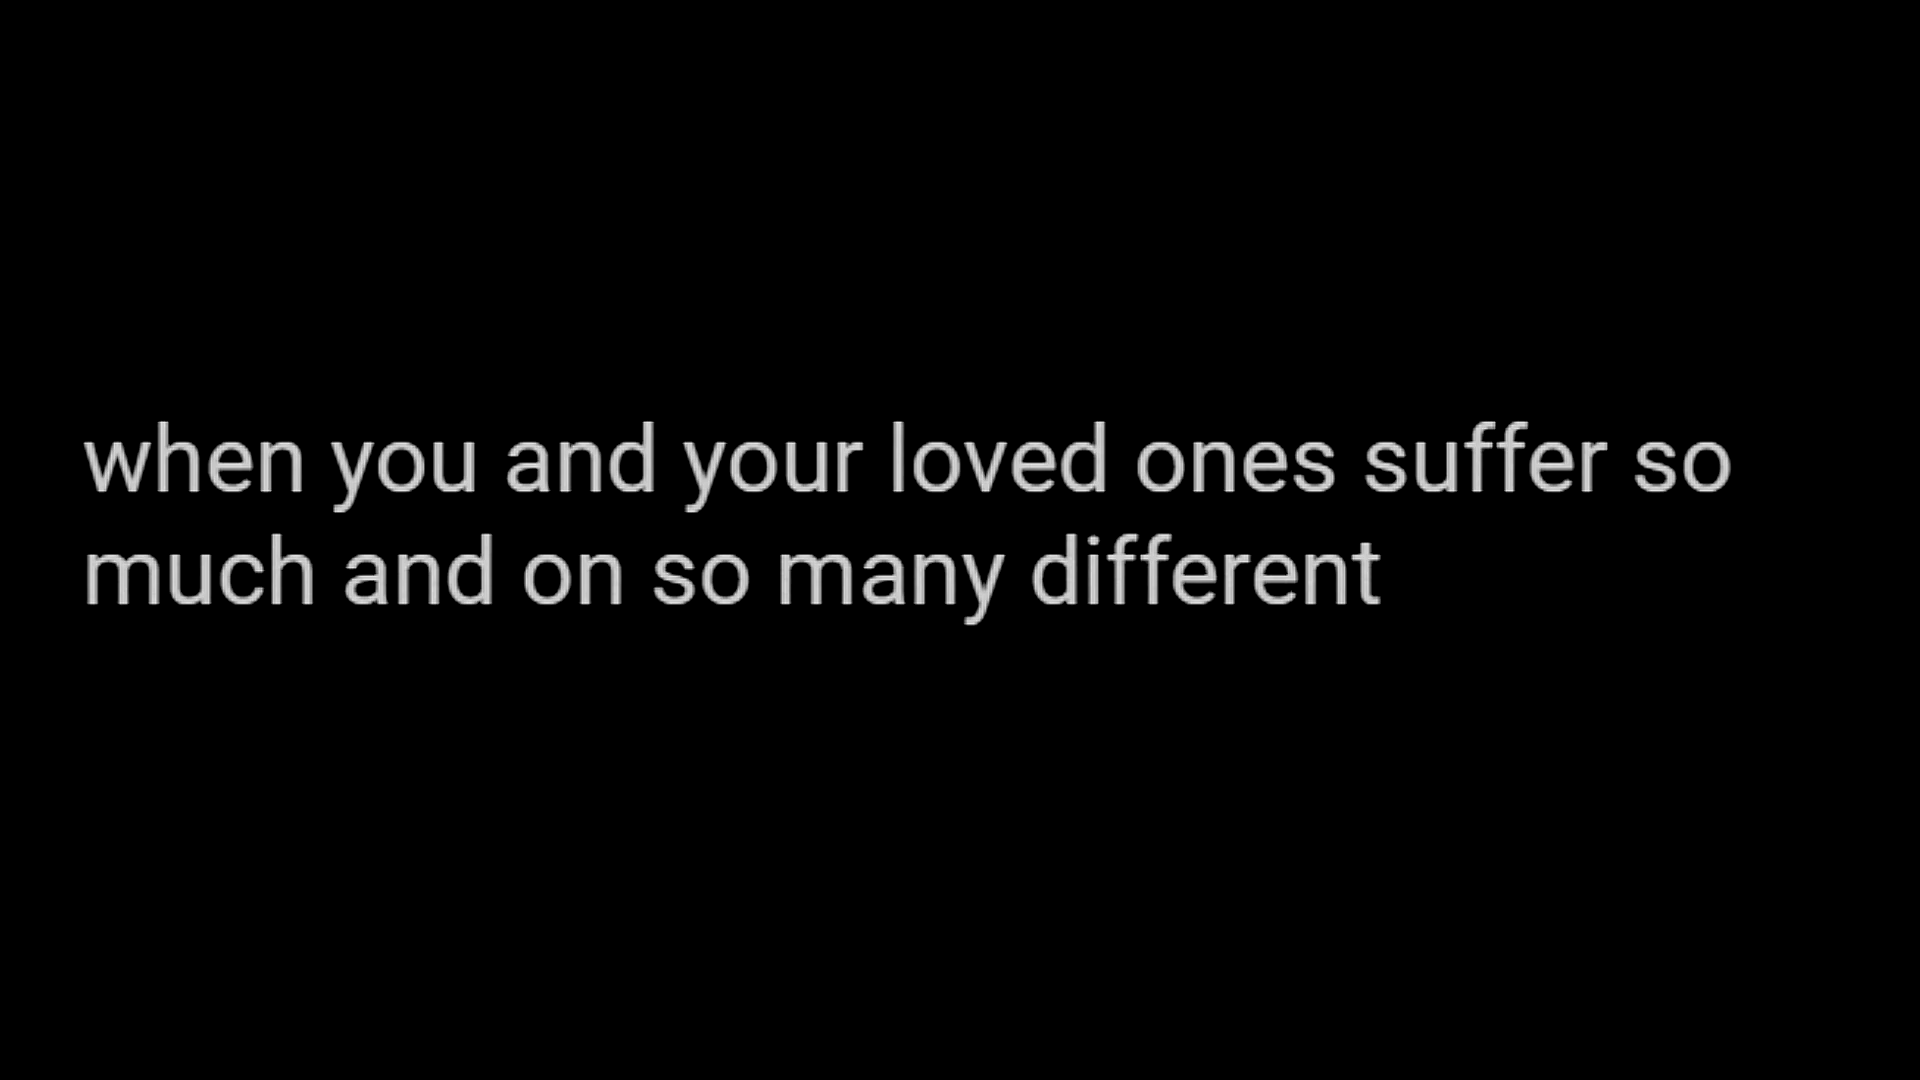 when you and your loved ones suffer so
much and on so many different